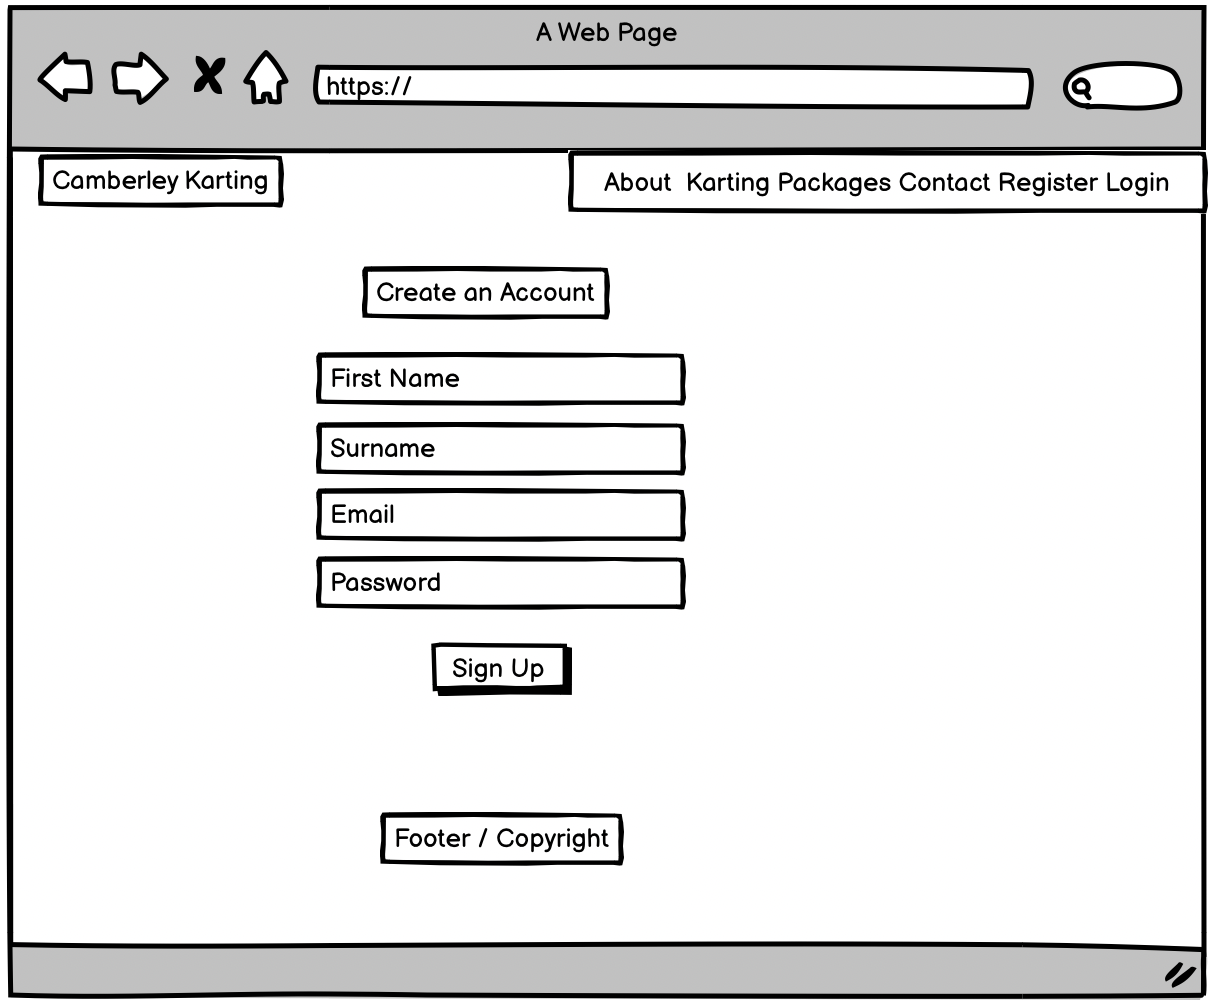 A Web Page
https://
Camberley Karting
About Karting Packages Contact Register Login
Create an Account
First Name
Surname
Email
Password
Sign Up
Footer / Copyright